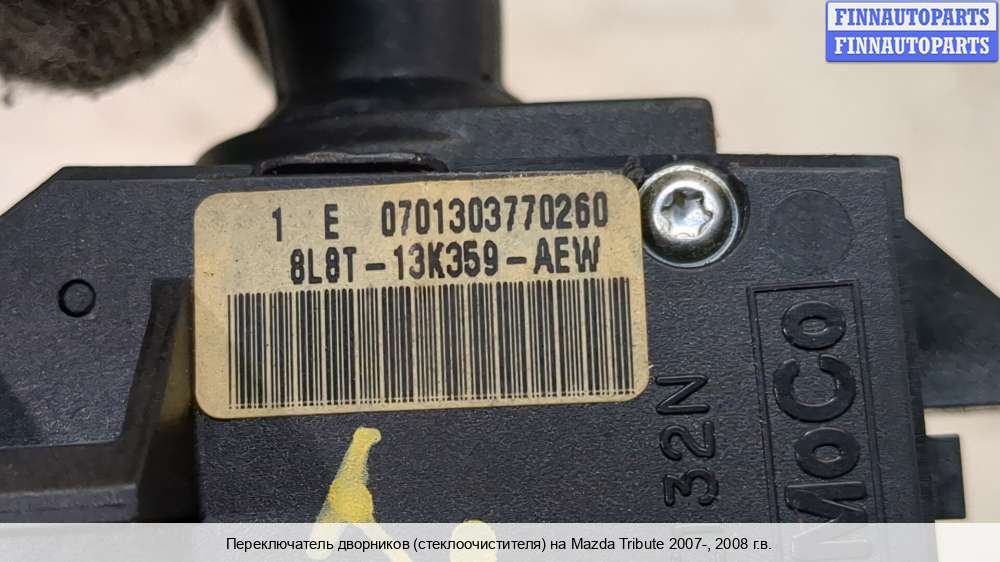 FINNAUTOPARTS
FINNAUTOPARTS
1 E 0701303770260
8L8T-13K359-AEW
32N
MoCo
Переключатель дворников (стеклоочистителя) на Mazda Tribute 2007-, 2008 г.в.